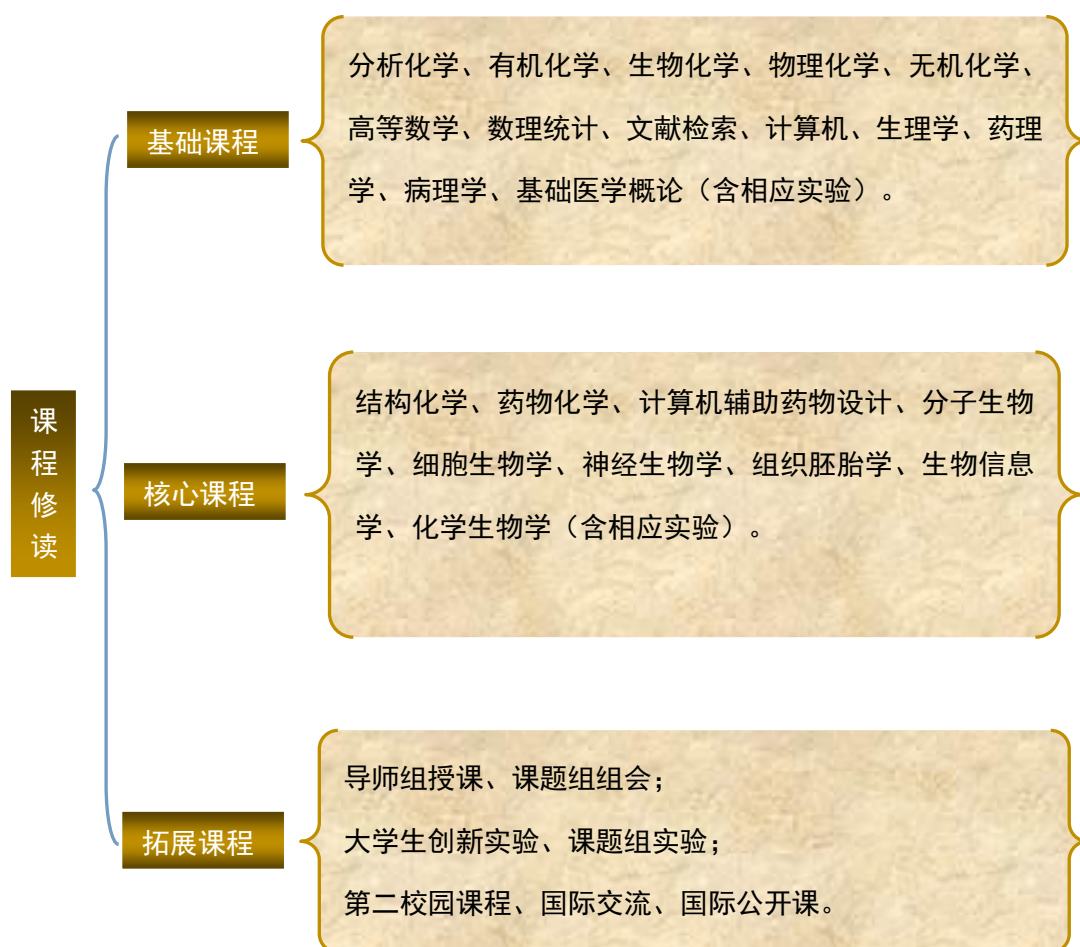 基础课程
分析化学、有机化学、生物化学、物理化学、无机化学、
高等数学、数理统计、文献检索、计算机、生理学、药理
学、病理学、基础医学概论（含相应实验）。
课
程
修
读
核心课程
结构化学、药物化学、计算机辅助药物设计、分子生物
学、细胞生物学、神经生物学、组织胚胎学、生物信息
学、化学生物学（含相应实验）。
拓展课程
导师组授课、课题组组会；
大学生创新实验、课题组实验；
第二校园课程、国际交流、国际公开课。